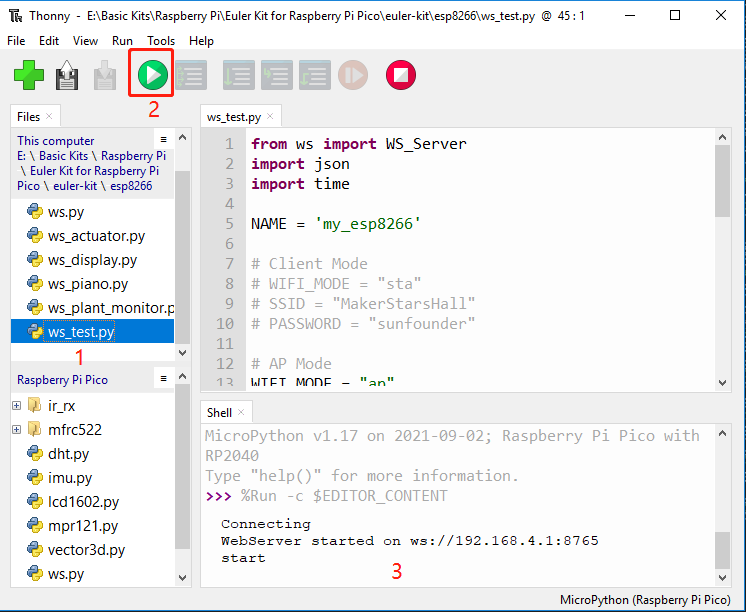 Thonny - E:\Basic Kits\Raspberry Pi\Euler Kit for Raspberry Pi Pico\euler-kit\esp8266\ws_test.py @ 45 : 1
File Edit View Run Tools Help
2
Files
This computer
E: \ Basic Kits \ Raspberry Pi
\ Euler Kit for Raspberry Pi
Pico \ euler-kit \ esp8266
ws.py
ws_actuator.py
ws_display.py
ws_piano.py
ws_plant_monitor.p
ws_test.py
1
Raspberry Pi Pico
ir_rx
mfrc522
dht.py
imu.py
lcd1602.py
mpr121.py
vector3d.py
ws.py
ws_test.py
1 from ws import WS_Server
2 import json
3 import time
4
5 NAME = 'my_esp8266'
6
7 # Client Mode
8 # WIFI_MODE = "sta"
9 # SSID = "MakerStarsHall"
10 # PASSWORD = "sunfounder"
11
12 # AP Mode
13 WIFI_MODE = "ap"
Shell
MicroPython v1.17 on 2021-09-02; Raspberry Pi Pico with
RP2040
Type "help()" for more information.
>>> %Run -c $EDITOR_CONTENT
Connecting
WebServer started on ws://192.168.4.1:8765
start
3
MicroPython (Raspberry Pi Pico)